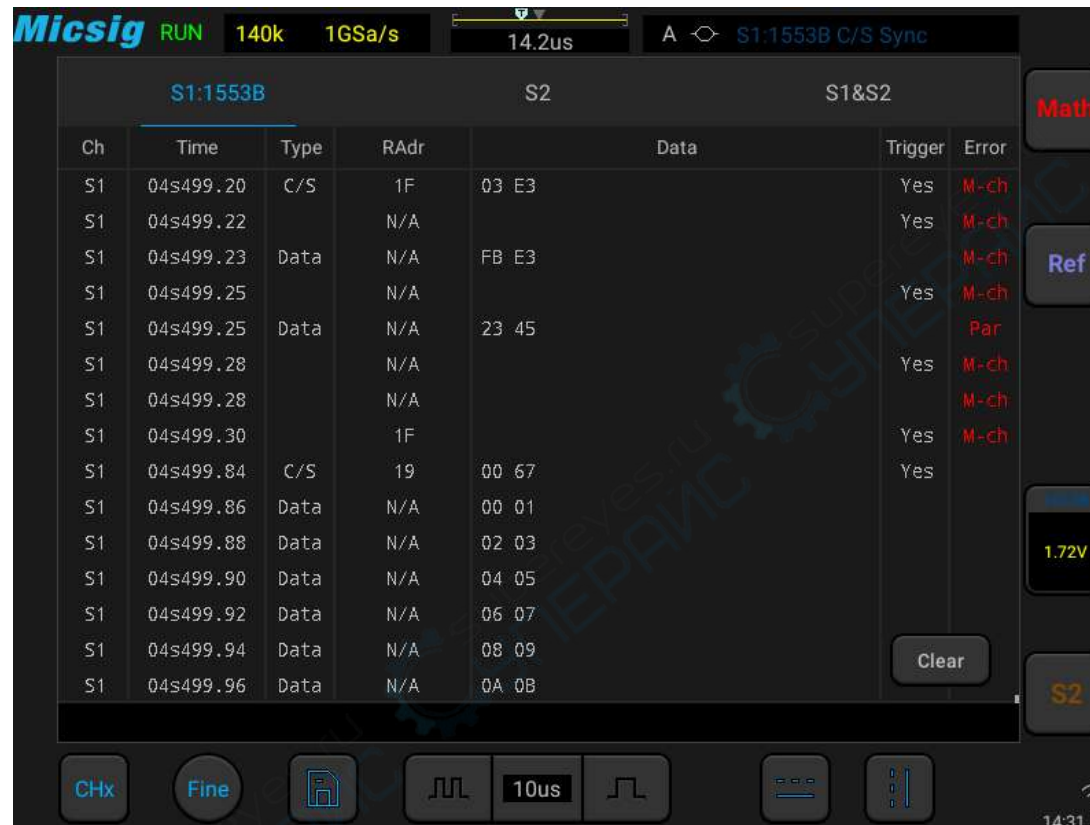 Micsig RUN 140k 1GSa/s T 14.2us A S1:1553B C/S Sync
S1:1553B S2 S1&S2
Math
Ch Time Type RAdr Data Trigger Error
S1 04s499.20 C/S 1F 03 E3 Yes M-ch
S1 04s499.22 N/A Yes M-ch
S1 04s499.23 Data N/A FB E3 M-ch
Ref
S1 04s499.25 N/A Yes M-ch
S1 04s499.25 Data N/A 23 45 Par
S1 04s499.28 N/A Yes M-ch
S1 04s499.28 N/A M-ch
S1 04s499.30 1F Yes M-ch
S1 04s499.84 C/S 19 00 67 Yes
S1 04s499.86 Data N/A 00 01
S1 04s499.88 Data N/A 02 03
1.72V
S1 04s499.90 Data N/A 04 05
S1 04s499.92 Data N/A 06 07
S1 04s499.94 Data N/A 08 09
Clear
S1 04s499.96 Data N/A 0A 0B
S2
CHx Fine 10us
14:31
supereyes.ru
СУПЕРАЙС